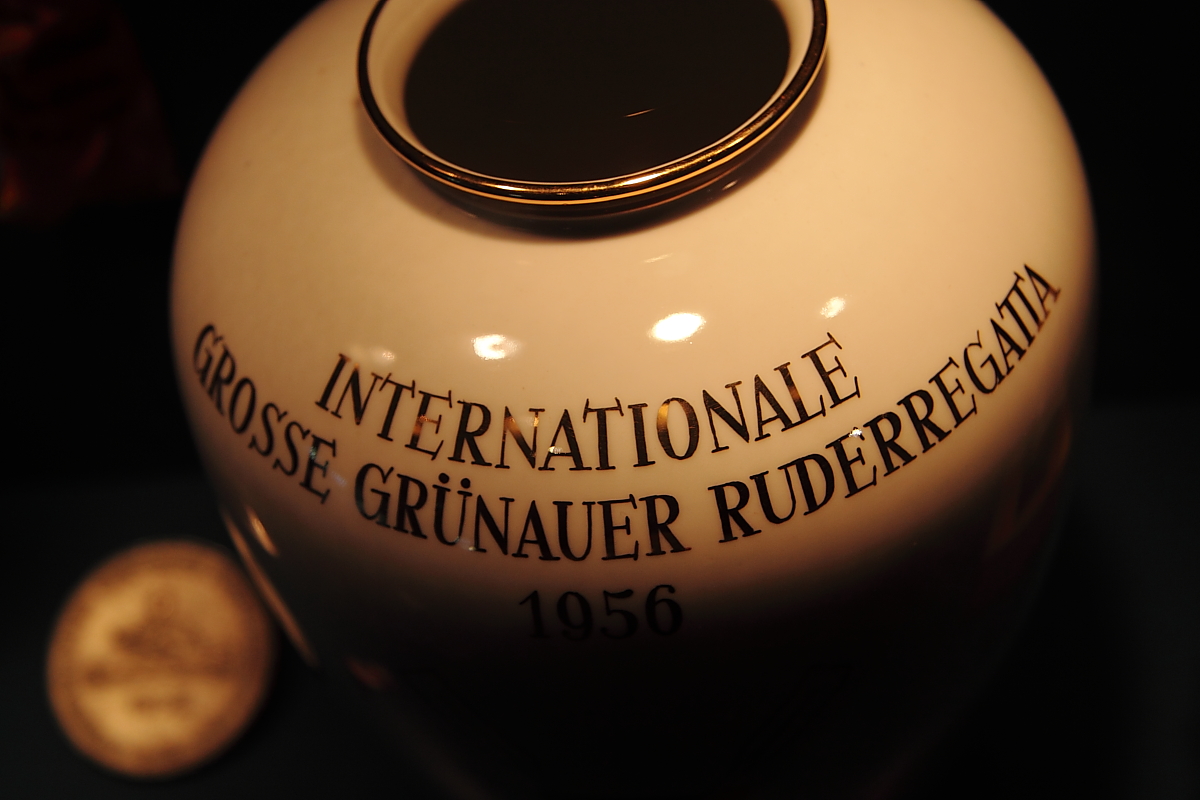 INTERNATIONALE
GROSSE GRÜNAUER RUDERREGATTA
1956